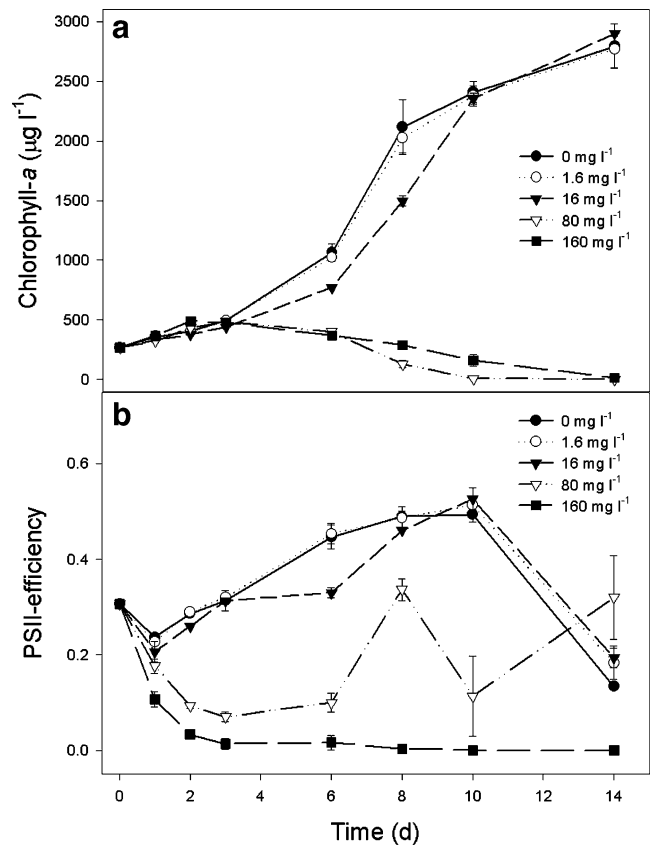 a
3000
2500
2000
1500
1000
500
0
Chlorophyll-a (µg l⁻¹)
0 mg l⁻¹
1.6 mg l⁻¹
16 mg l⁻¹
80 mg l⁻¹
160 mg l⁻¹
b
0.6
0.4
0.2
0.0
PSII-efficiency
0 mg l⁻¹
1.6 mg l⁻¹
16 mg l⁻¹
80 mg l⁻¹
160 mg l⁻¹
0 2 4 6 8 10 12 14
Time (d)